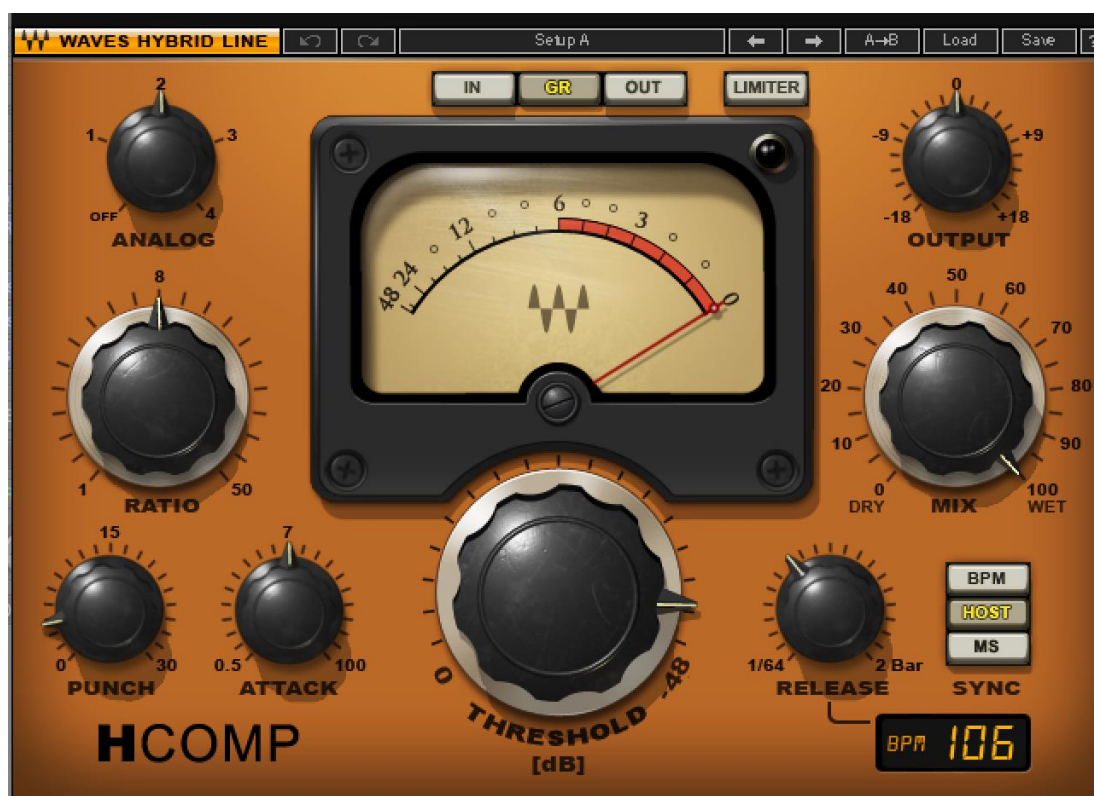 WAVES HYBRID LINE
Setup A
A→B
Load
Save
?
IN
GR
OUT
LIMITER
2
1
3
OFF
4
ANALOG
0
-9
+9
-18
+18
OUTPUT
48
24
12
6
3
0
8
1
50
RATIO
50
40
60
30
70
20
80
10
90
0
100
DRY
MIX
WET
15
0
30
PUNCH
7
0.5
100
ATTACK
0
-48
THRESHOLD
[dB]
1/64
2 Bar
RELEASE
BPM
HOST
MS
SYNC
HCOMP
BPM 106